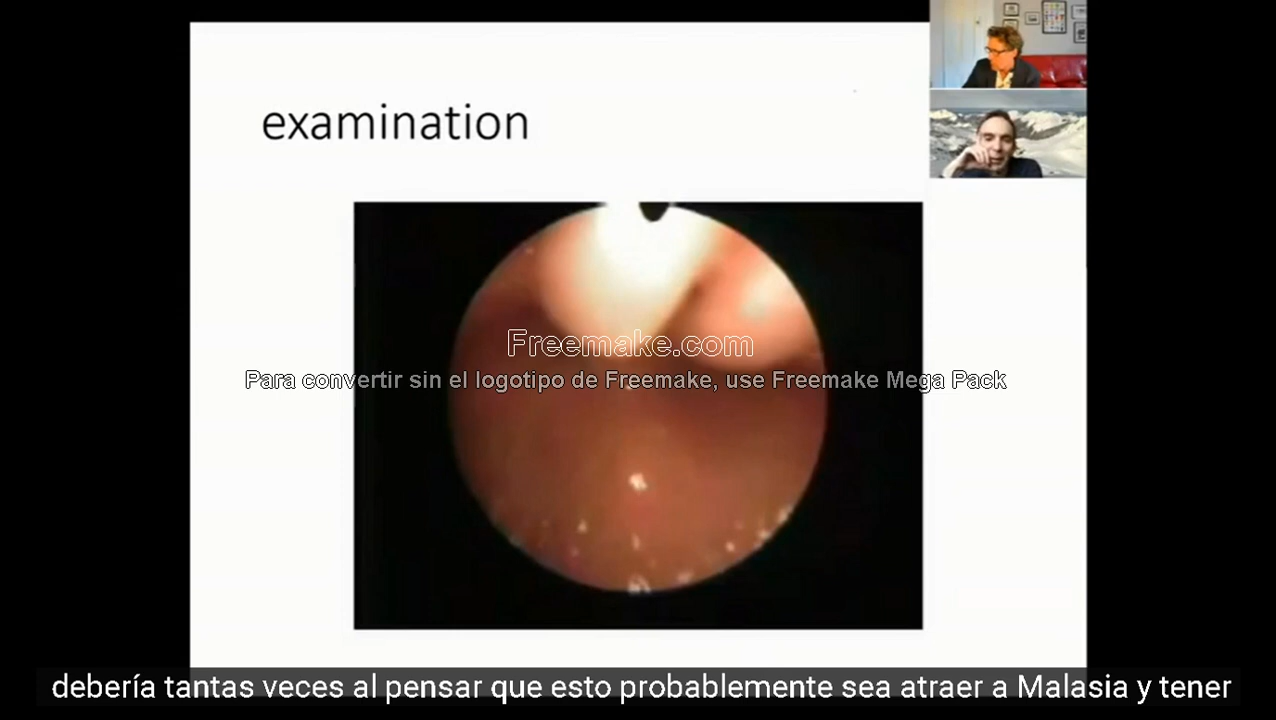 examination
Freemake.com
Para convertir sin el logotipo de Freemake, use Freemake Mega Pack
debería tantas veces al pensar que esto probablemente sea atraer a Malasia y tener